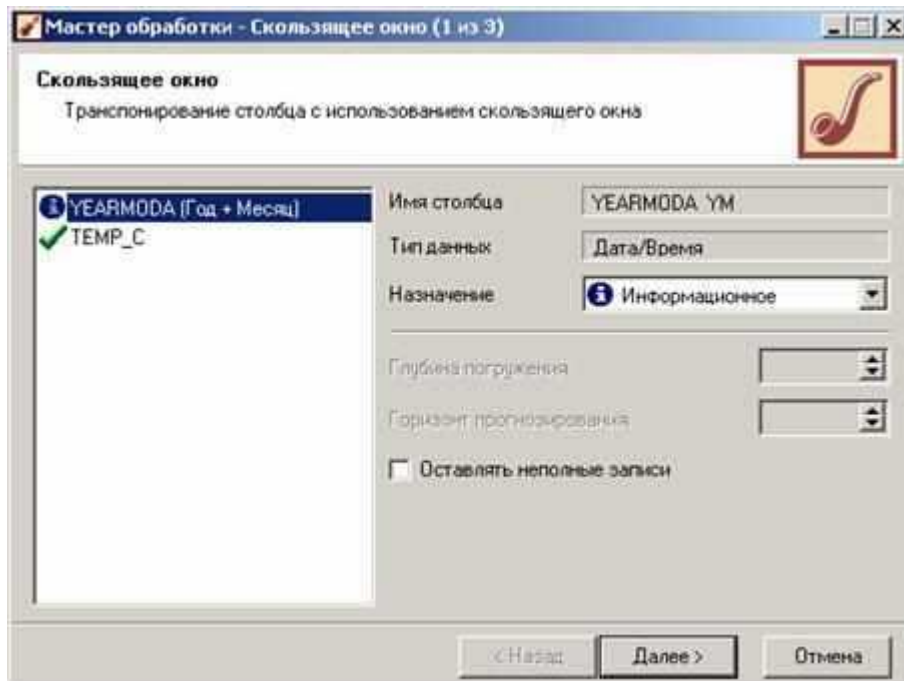 Мастер обработки - Скользящее окно (1 из 3)
Скользящее окно
Транспонирование столбца с использованием скользящего окна
YEARMODA (Год + Месяц)
TEMP_C
Имя столбца
YEARMODA_YM
Тип данных
Дата/Время
Назначение
Информационное
Глубина погружения
Горизонт прогнозирования
Оставлять неполные записи
< Назад
Далее >
Отмена